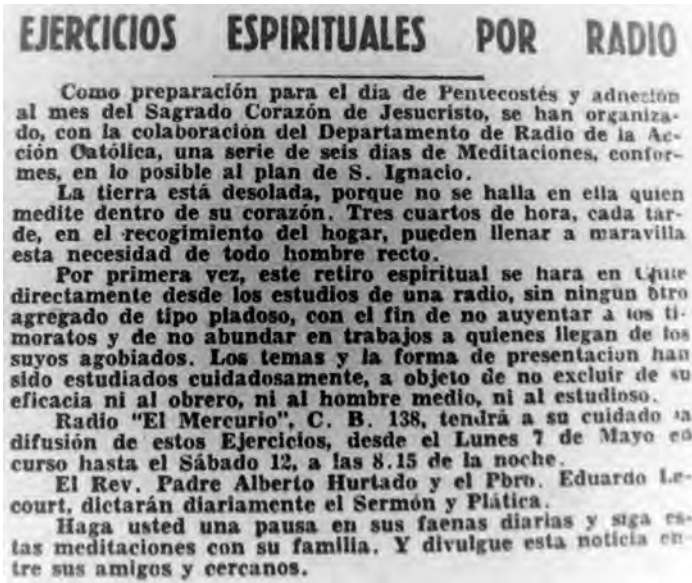 EJERCICIOS ESPIRITUALES POR RADIO
Como preparación para el día de Pentecostés y adhesión
al mes del Sagrado Corazón de Jesucristo, se han organiza-
do, con la colaboración del Departamento de Radio de la Ac-
ción Católica, una serie de seis días de Meditaciones, confor-
mes, en lo posible al plan de S. Ignacio.
La tierra está desolada, porque no se halla en ella quien
medite dentro de su corazón. Tres cuartos de hora, cada tar-
de, en el recogimiento del hogar, pueden llenar a maravilla
esta necesidad de todo hombre recto.
Por primera vez, este retiro espiritual se hara en Chile
directamente desde los estudios de una radio, sin ningun otro
agregado de tipo piadoso, con el fin de no auyentar a los ti-
moratos y de no abundar en trabajos a quienes llegan de los
suyos agobiados. Los temas y la forma de presentacion han
sido estudiados cuidadosamente, a objeto de no excluir de su
eficacia ni al obrero, ni al hombre medio, ni al estudioso.
Radio "El Mercurio", C. B. 138, tendrá a su cuidado la
difusión de estos Ejercicios, desde el Lunes 7 de Mayo en
curso hasta el Sábado 12, a las 8.15 de la noche.
El Rev. Padre Alberto Hurtado y el Pbro. Eduardo Le-
court, dictarán diariamente el Sermón y Plática.
Haga usted una pausa en sus faenas diarias y siga es-
tas meditaciones con su familia. Y divulgue esta noticia en-
tre sus amigos y cercanos.